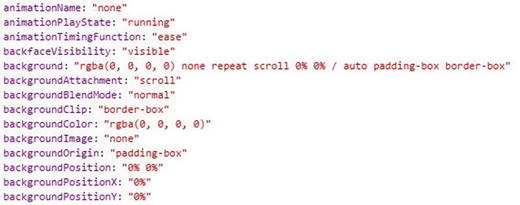 animationName: "none"
animationPlayState: "running"
animationTimingFunction: "ease"
backfaceVisibility: "visible"
background: "rgba(0, 0, 0, 0) none repeat scroll 0% 0% / auto padding-box border-box"
backgroundAttachment: "scroll"
backgroundBlendMode: "normal"
backgroundClip: "border-box"
backgroundColor: "rgba(0, 0, 0, 0)"
backgroundImage: "none"
backgroundOrigin: "padding-box"
backgroundPosition: "0% 0%"
backgroundPositionX: "0%"
backgroundPositionY: "0%"